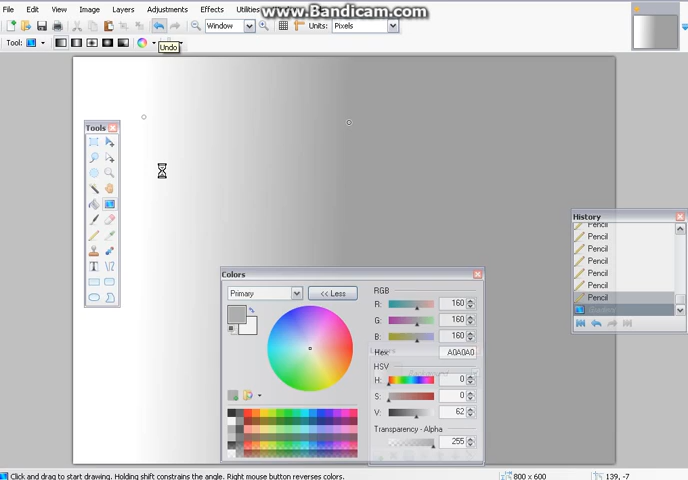 www.Bandicam.com
File Edit View Image Layers Adjustments Effects Utilities
Window Units: Pixels
Tool:
Undo
Tools
History
Pencil
Pencil
Pencil
Pencil
Pencil
Pencil
Pencil
Colors
Primary << Less
RGB
R: 160
G: 160
B: 160
Hex: A0A0A0
HSV
H: 0
S: 0
V: 62
Transparency - Alpha
255
Click and drag to start drawing. Holding shift constrains the angle. Right mouse button reverses colors. 800 x 600 139, -7